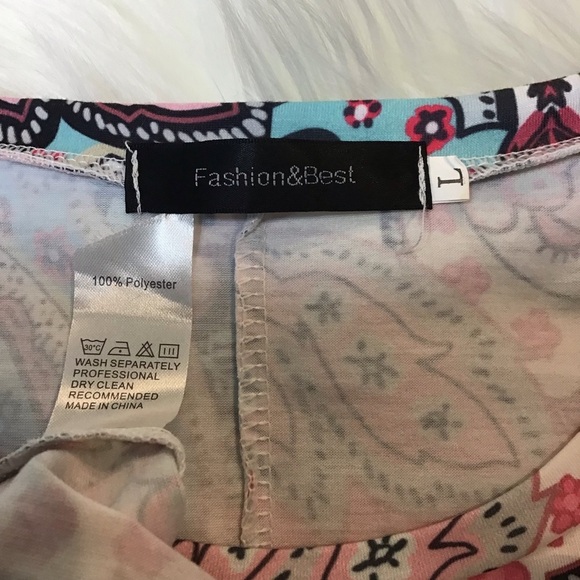 Fashion&Best
L
100% Polyester
30°C
WASH SEPARATELY
PROFESSIONAL
DRY CLEAN
RECOMMENDED
MADE IN CHINA